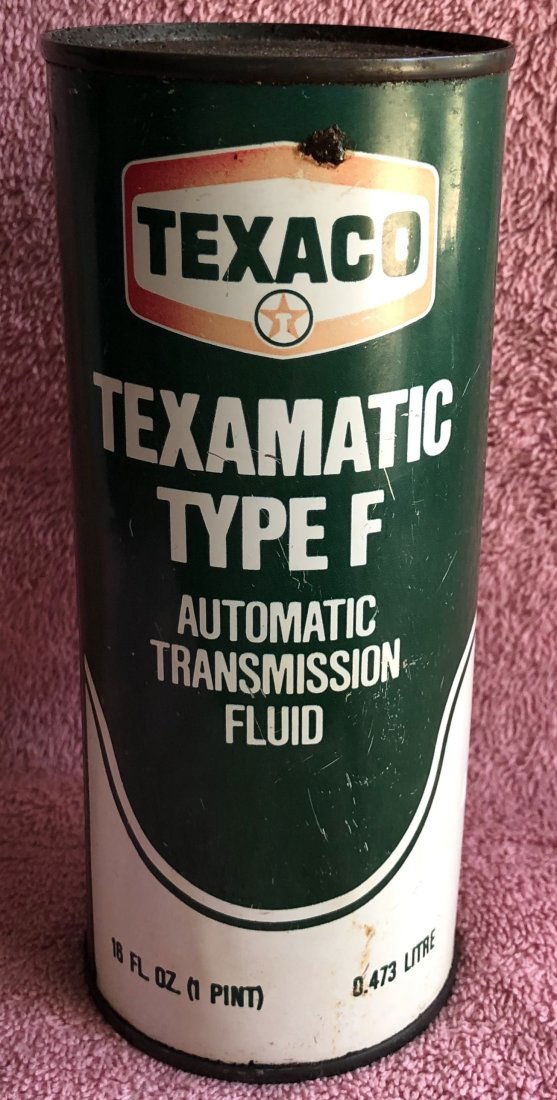 TEXACO
T
TEXAMATIC
TYPE F
AUTOMATIC
TRANSMISSION
FLUID
16 FL. OZ. (1 PINT) 0.473 LITRE